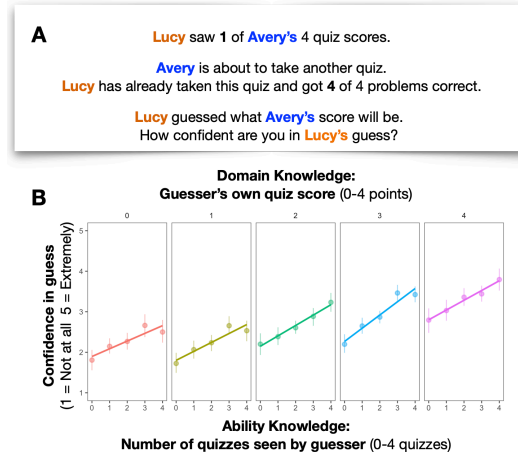 A
Lucy saw 1 of Avery's 4 quiz scores.
Avery is about to take another quiz.
Lucy has already taken this quiz and got 4 of 4 problems correct.
Lucy guessed what Avery's score will be.
How confident are you in Lucy's guess?
B
Domain Knowledge:
Guesser's own quiz score (0-4 points)
0 1 2 3 4
Confidence in guess
(1 = Not at all 5 = Extremely)
5
4
3
2
1
0 1 2 3 4 0 1 2 3 4 0 1 2 3 4 0 1 2 3 4 0 1 2 3 4
Ability Knowledge:
Number of quizzes seen by guesser (0-4 quizzes)